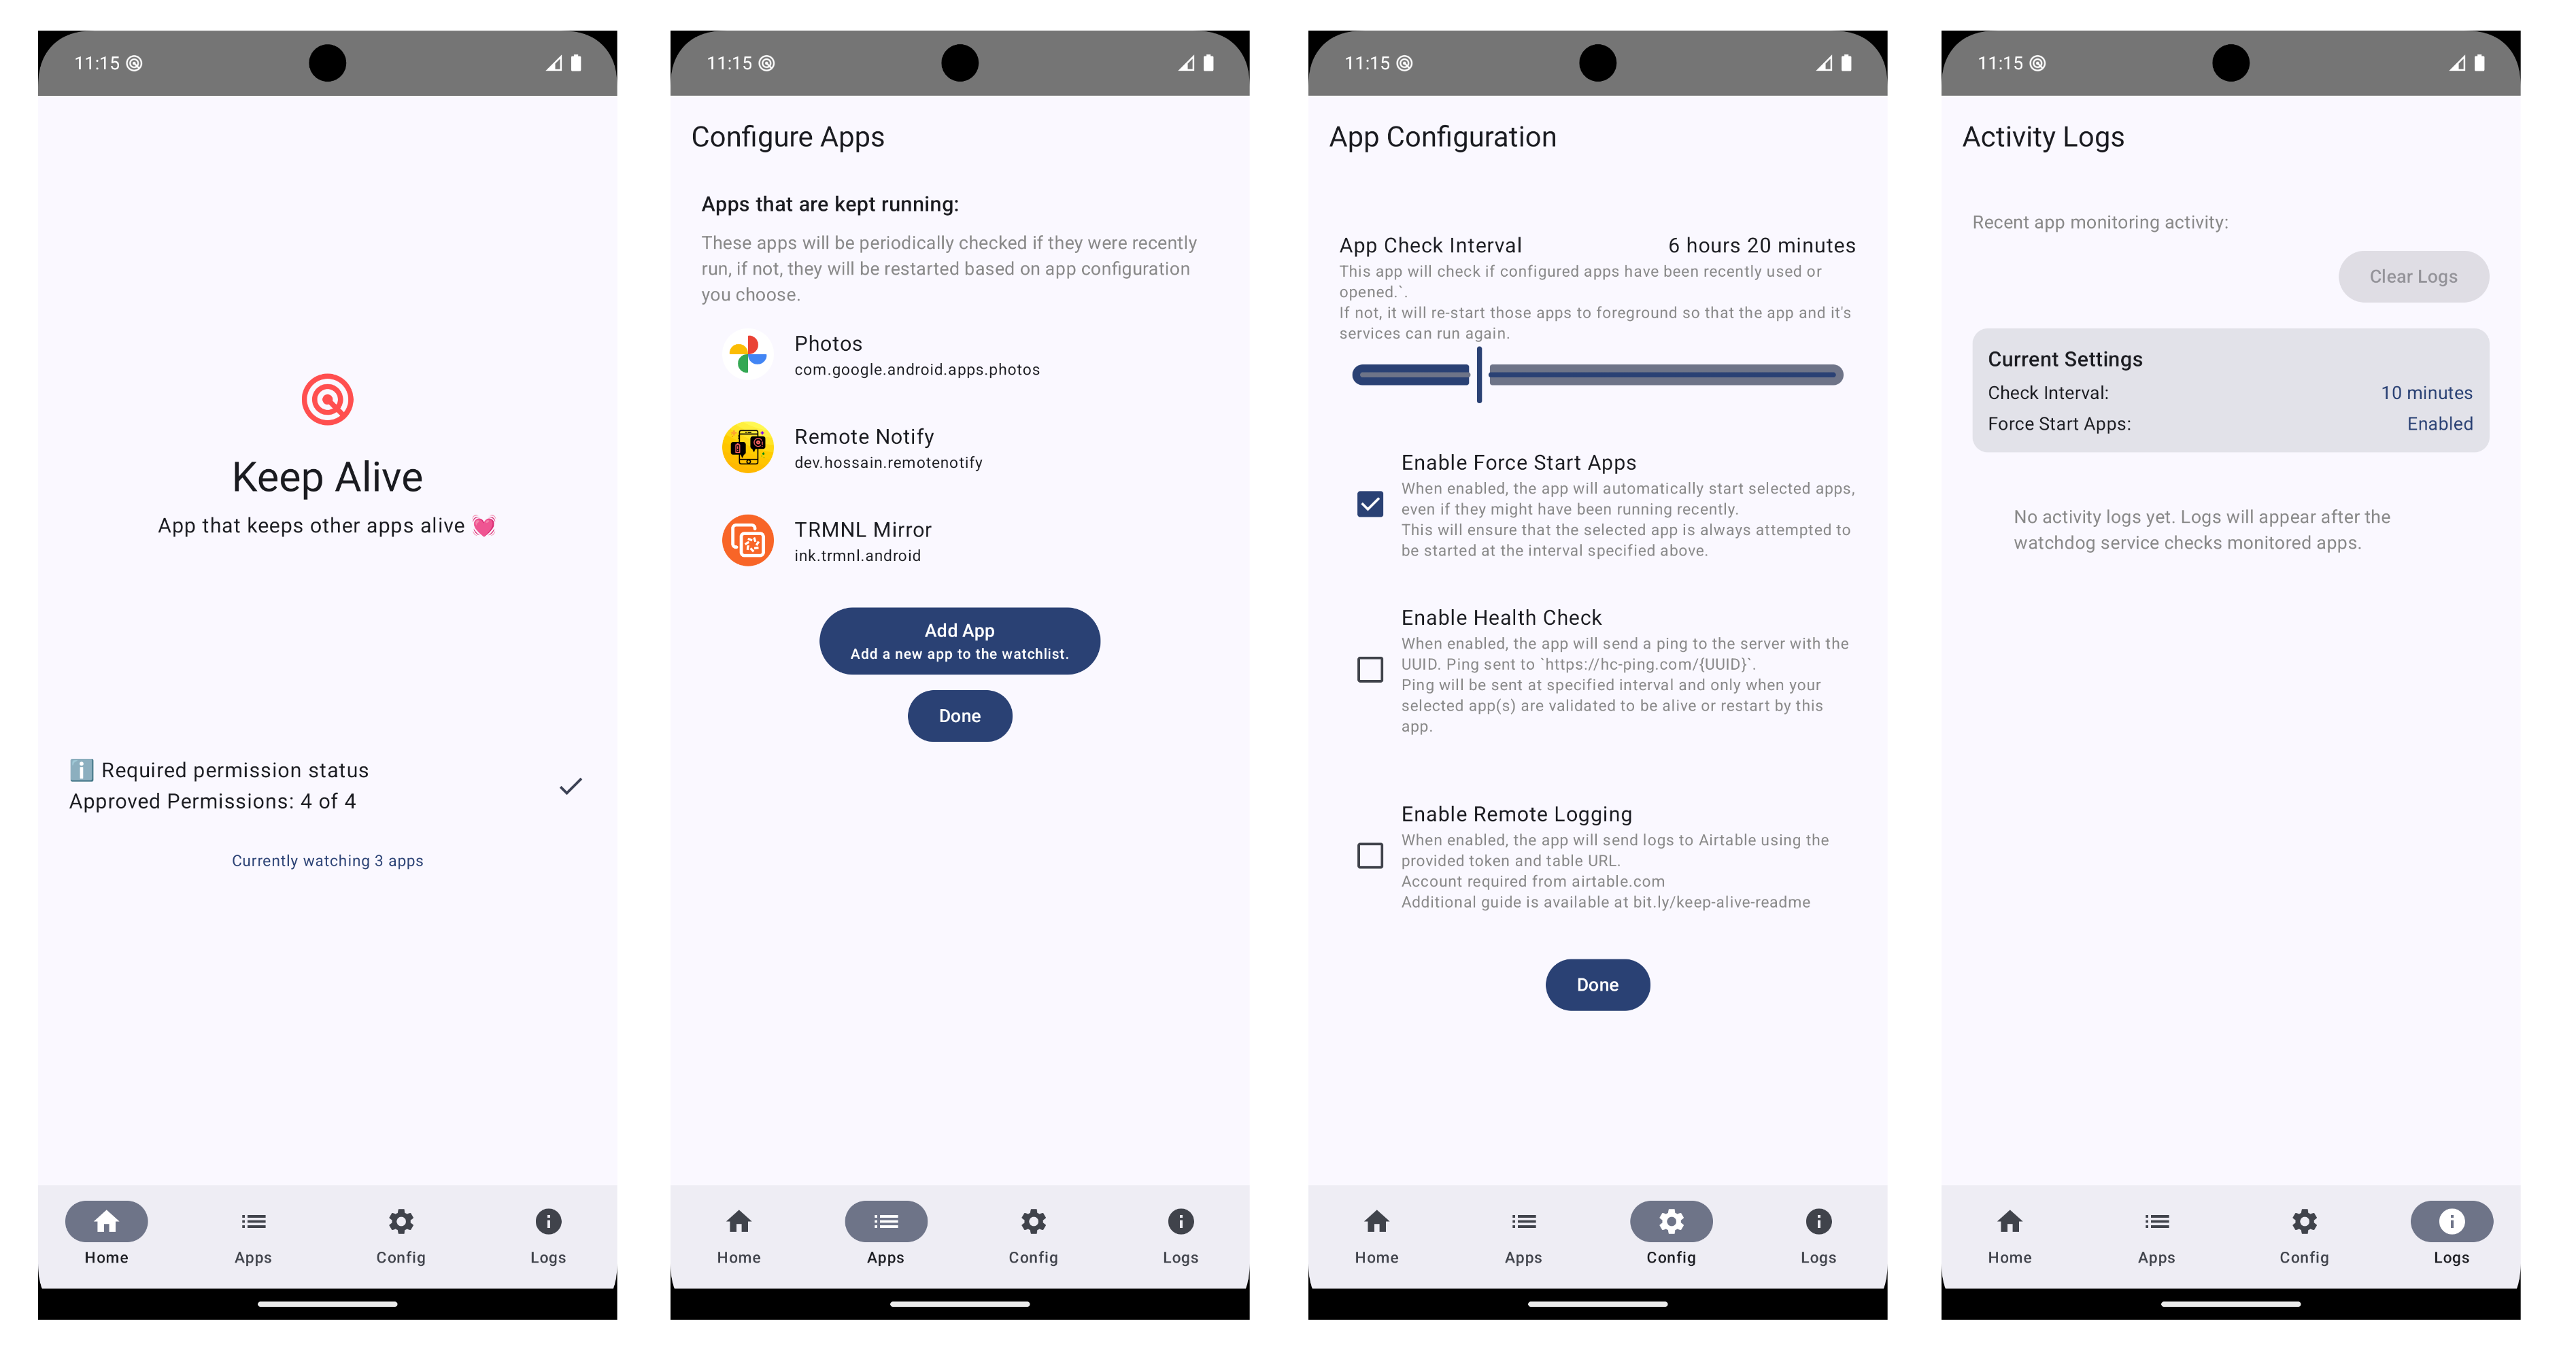 11:15
Keep Alive
App that keeps other apps alive 💓
ℹ️ Required permission status
Approved Permissions: 4 of 4
Currently watching 3 apps
Home
Apps
Config
Logs
11:15
Configure Apps
Apps that are kept running:
These apps will be periodically checked if they were recently
run, if not, they will be restarted based on app configuration
you choose.
Photos
com.google.android.apps.photos
Remote Notify
dev.hossain.remotenotify
TRMNL Mirror
ink.trmnl.android
Add App
Add a new app to the watchlist.
Done
Home
Apps
Config
Logs
11:15
App Configuration
App Check Interval 6 hours 20 minutes
This app will check if configured apps have been recently used or
opened.`.
If not, it will re-start those apps to foreground so that the app and it's
services can run again.
Enable Force Start Apps
When enabled, the app will automatically start selected apps,
even if they might have been running recently.
This will ensure that the selected app is always attempted to
be started at the interval specified above.
Enable Health Check
When enabled, the app will send a ping to the server with the
UUID. Ping sent to `https://hc-ping.com/{UUID}`.
Ping will be sent at specified interval and only when your
selected app(s) are validated to be alive or restart by this
app.
Enable Remote Logging
When enabled, the app will send logs to Airtable using the
provided token and table URL.
Account required from airtable.com
Additional guide is available at bit.ly/keep-alive-readme
Done
Home
Apps
Config
Logs
11:15
Activity Logs
Recent app monitoring activity:
Clear Logs
Current Settings
Check Interval: 10 minutes
Force Start Apps: Enabled
No activity logs yet. Logs will appear after the
watchdog service checks monitored apps.
Home
Apps
Config
Logs